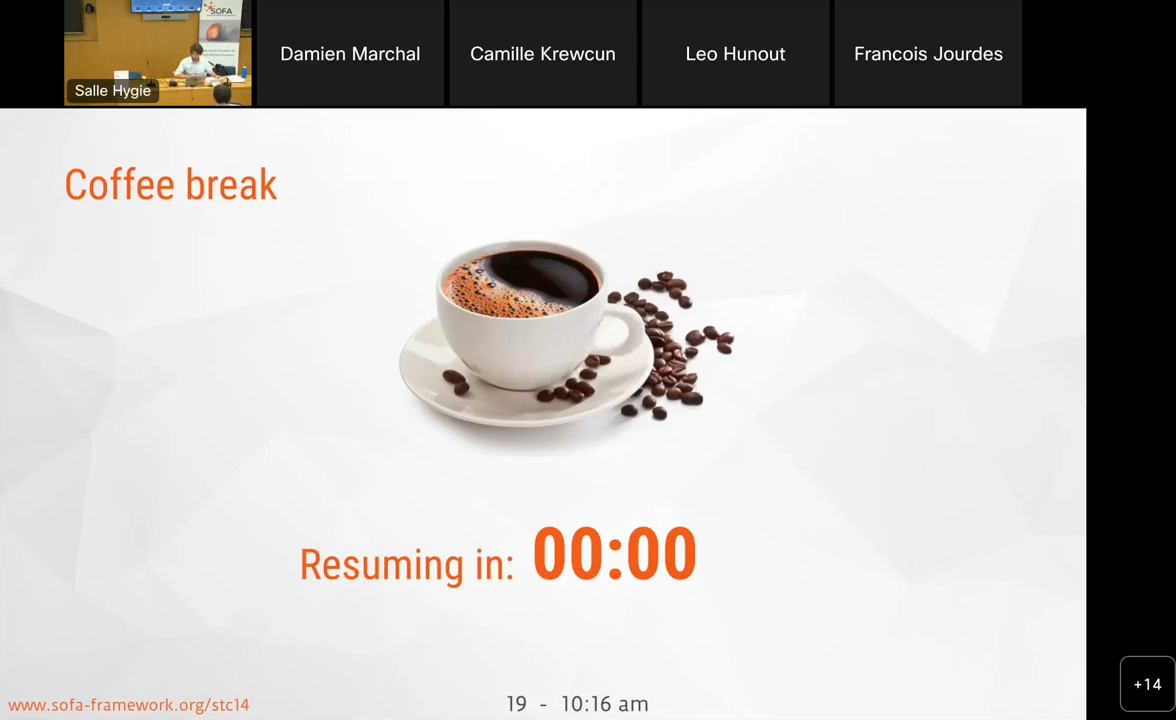 SOFA
Salle Hygie
Damien Marchal
Camille Krewcun
Leo Hunout
Francois Jourdes
Coffee break
Resuming in: 00:00
www.sofa-framework.org/stc14
19 - 10:16 am
+14